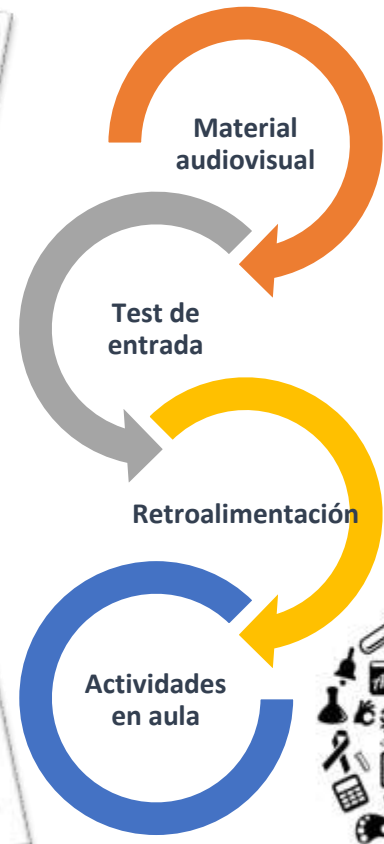 Material
audiovisual
Test de
entrada
Retroalimentación
Actividades
en aula